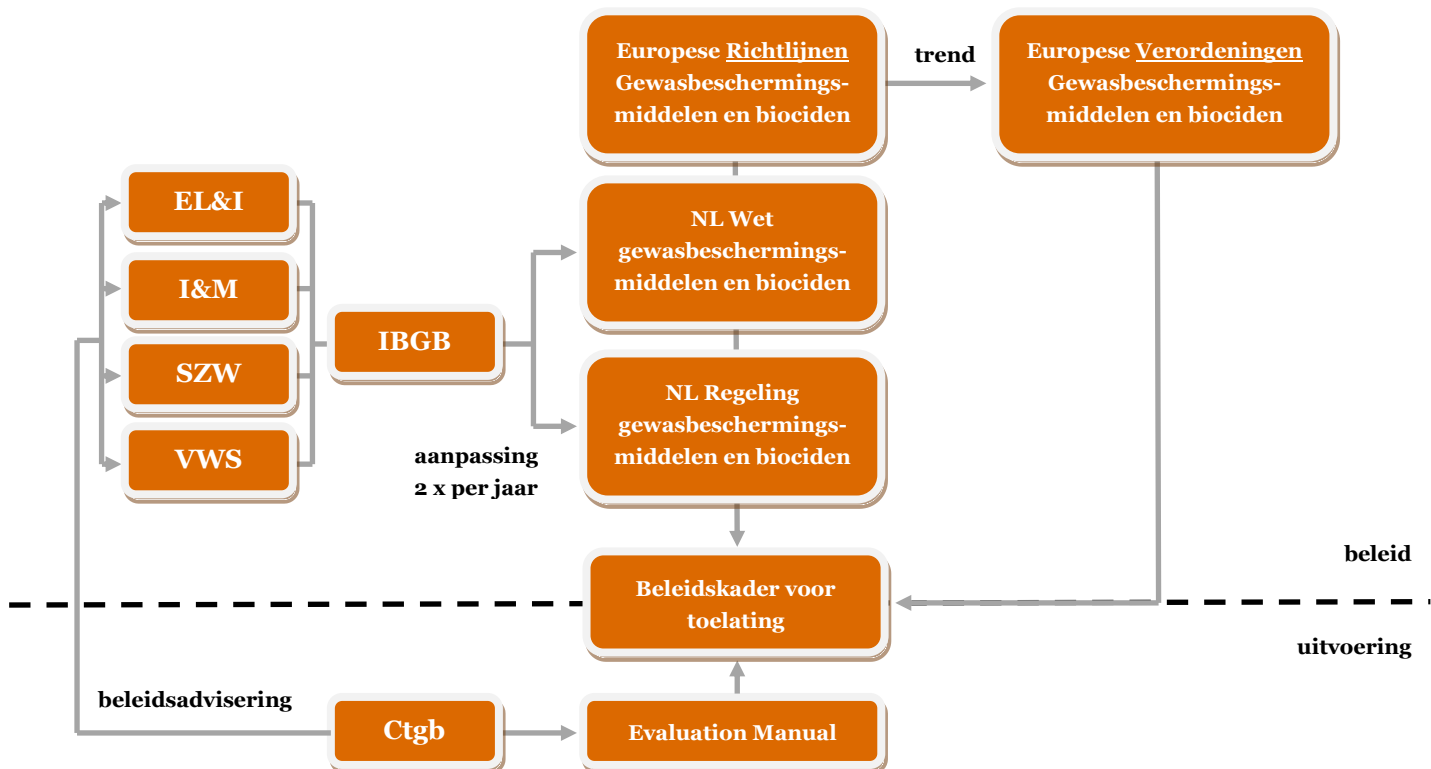 Europese Richtlijnen
Gewasbeschermings-
middelen en biociden
trend
Europese Verordeningen
Gewasbeschermings-
middelen en biociden
EL&I
I&M
SZW
VWS
IBGB
NL Wet
gewasbeschermings-
middelen en biociden
NL Regeling
gewasbeschermings-
middelen en biociden
aanpassing
2 x per jaar
Beleidskader voor
toelating
beleid
uitvoering
beleidsadvisering
Ctgb
Evaluation Manual